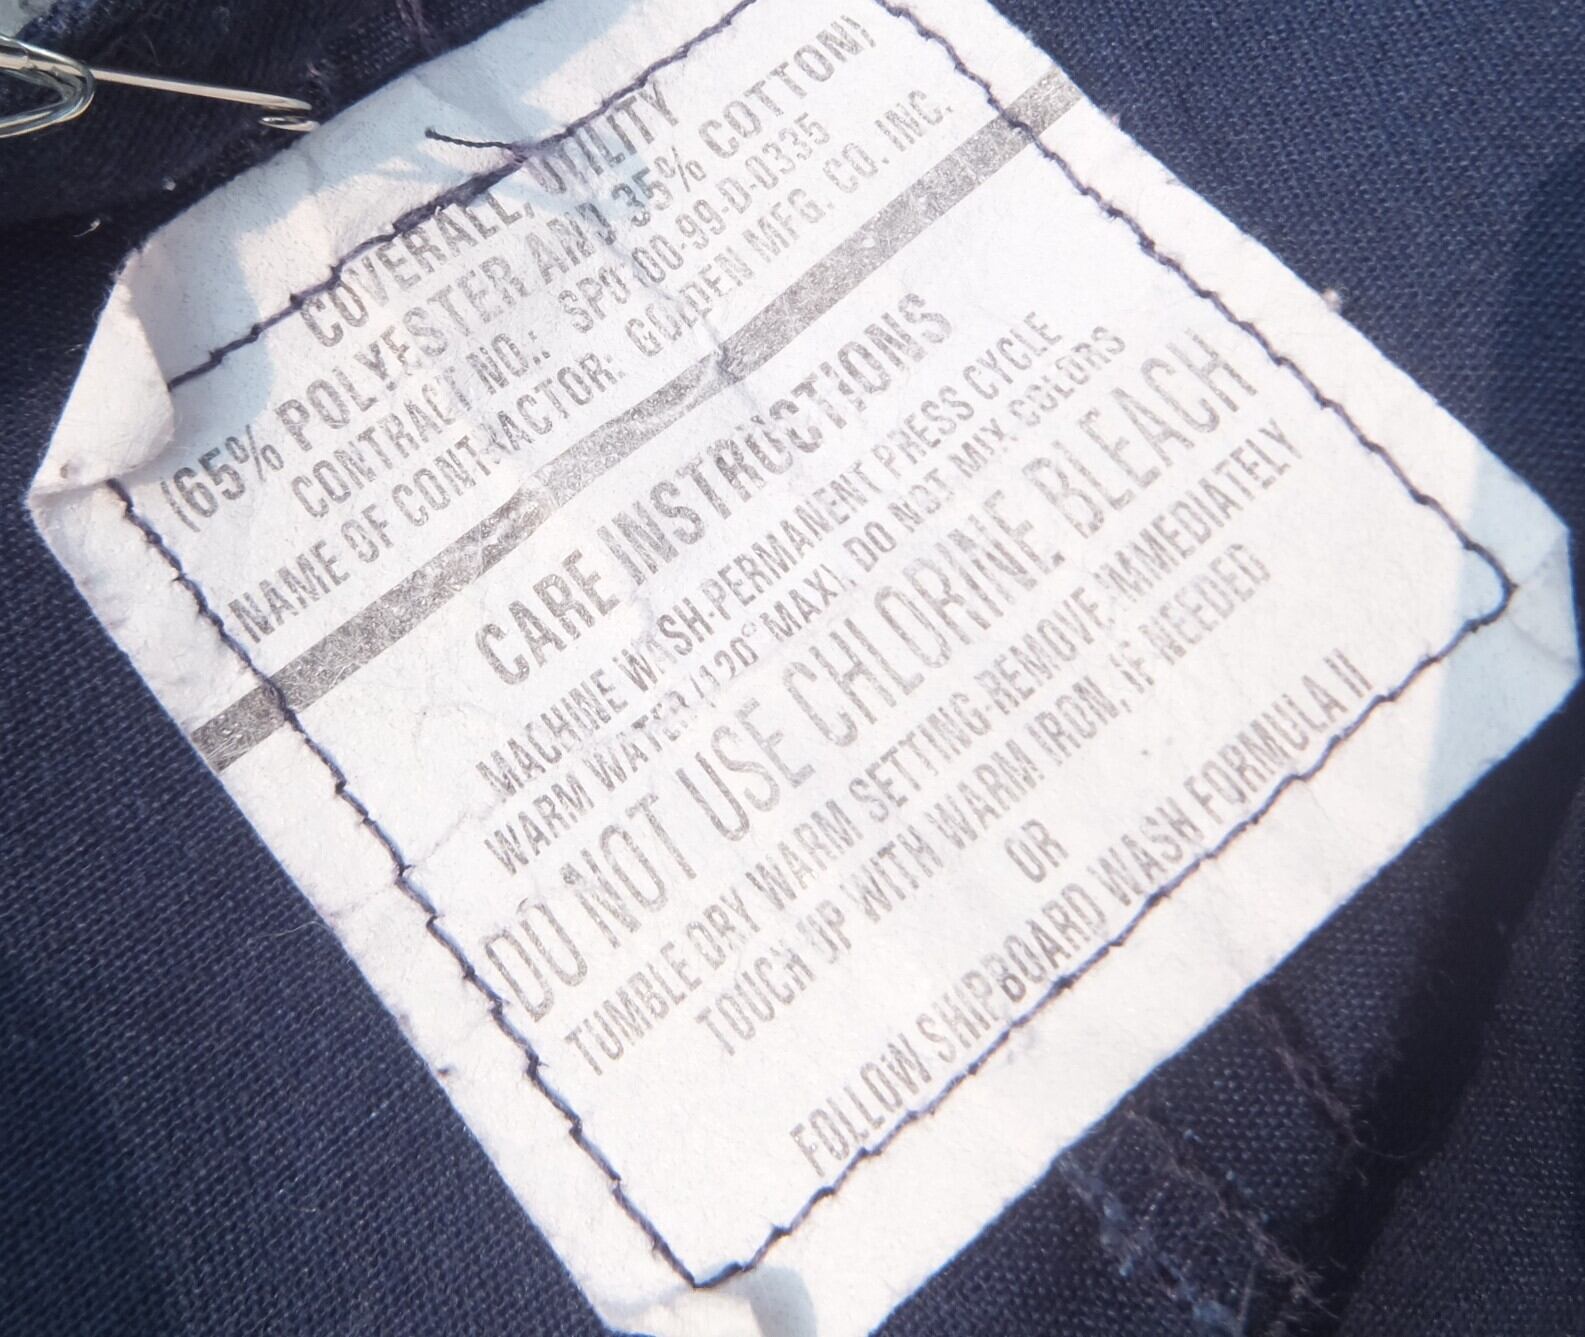 COVERALL, UTILITY
(65% POLYESTER AND 35% COTTON)
CONTRACT NO.: SPO 00-99-D-0335
NAME OF CONTRACTOR: GOLDEN MFG. CO. INC.
CARE INSTRUCTIONS
MACHINE WASH-PERMANENT PRESS CYCLE
WARM WATER (120° MAX). DO NOT MIX COLORS
DO NOT USE CHLORINE BLEACH
TUMBLE DRY WARM SETTING-REMOVE IMMEDIATELY
TOUCH UP WITH WARM IRON, IF NEEDED
OR
FOLLOW SHIPBOARD WASH FORMULA II